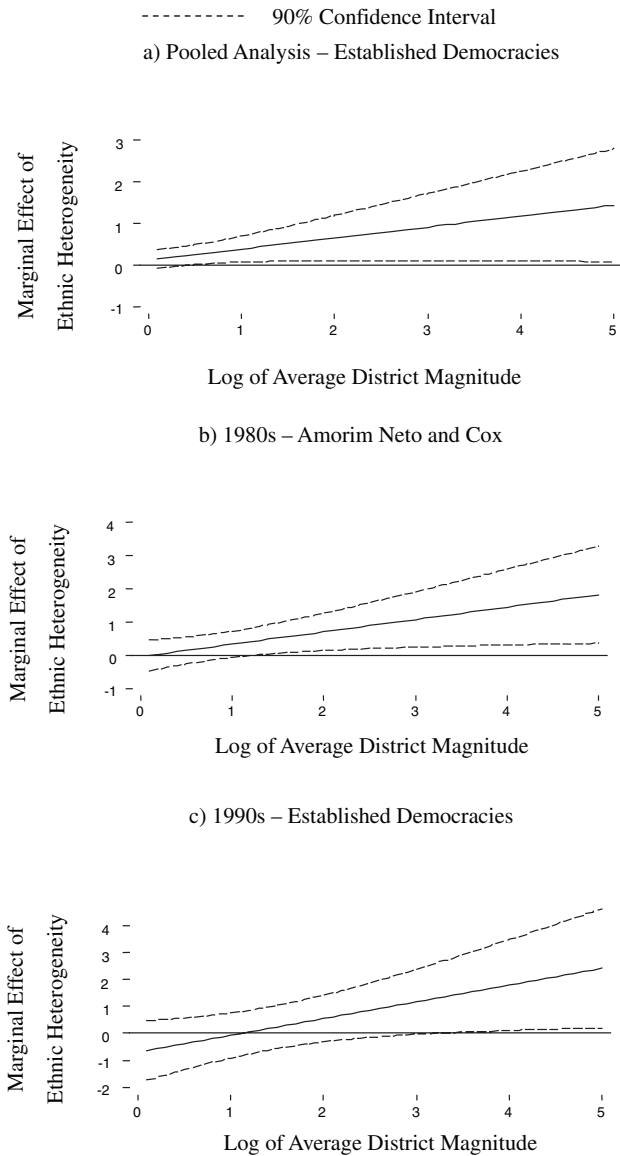 90% Confidence Interval
a) Pooled Analysis – Established Democracies
Marginal Effect of
Ethnic Heterogeneity
3
2
1
0
-1
0 1 2 3 4 5
Log of Average District Magnitude
b) 1980s – Amorim Neto and Cox
Marginal Effect of
Ethnic Heterogeneity
4
3
2
1
0
-1
0 1 2 3 4 5
Log of Average District Magnitude
c) 1990s – Established Democracies
Marginal Effect of
Ethnic Heterogeneity
4
3
2
1
0
-1
-2
0 1 2 3 4 5
Log of Average District Magnitude